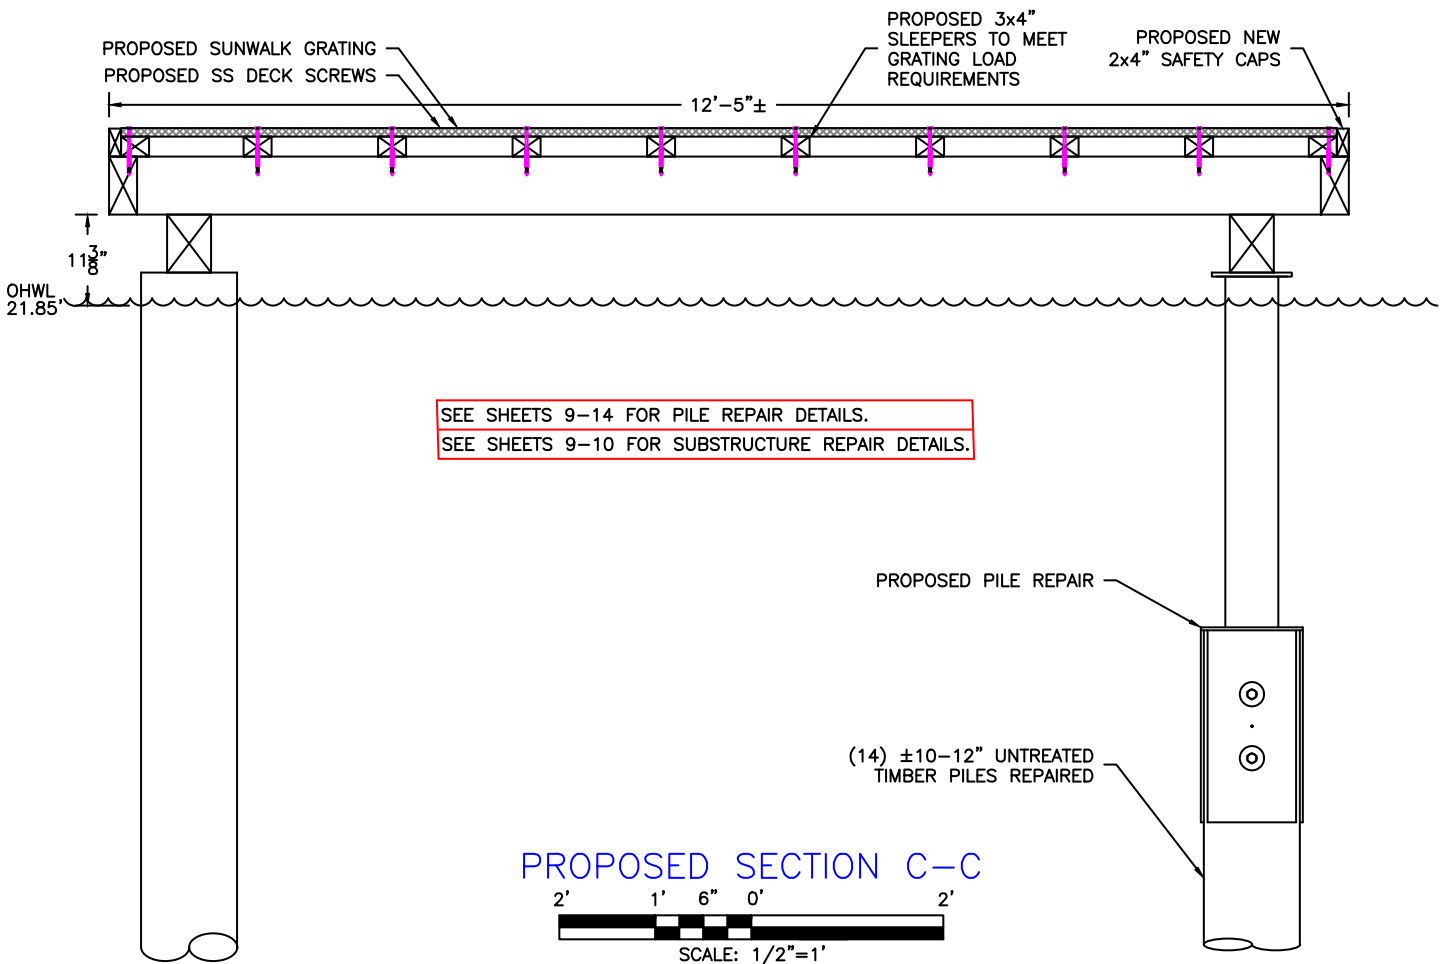 PROPOSED SUNWALK GRATING
PROPOSED SS DECK SCREWS
PROPOSED 3x4"
SLEEPERS TO MEET
GRATING LOAD
REQUIREMENTS
PROPOSED NEW
2x4" SAFETY CAPS
12'-5"±
11 3/8"
OHWL
21.85'
SEE SHEETS 9-14 FOR PILE REPAIR DETAILS.
SEE SHEETS 9-10 FOR SUBSTRUCTURE REPAIR DETAILS.
PROPOSED PILE REPAIR
(14) ±10-12" UNTREATED
TIMBER PILES REPAIRED
PROPOSED SECTION C-C
2' 1' 6" 0' 2'
SCALE: 1/2"=1'